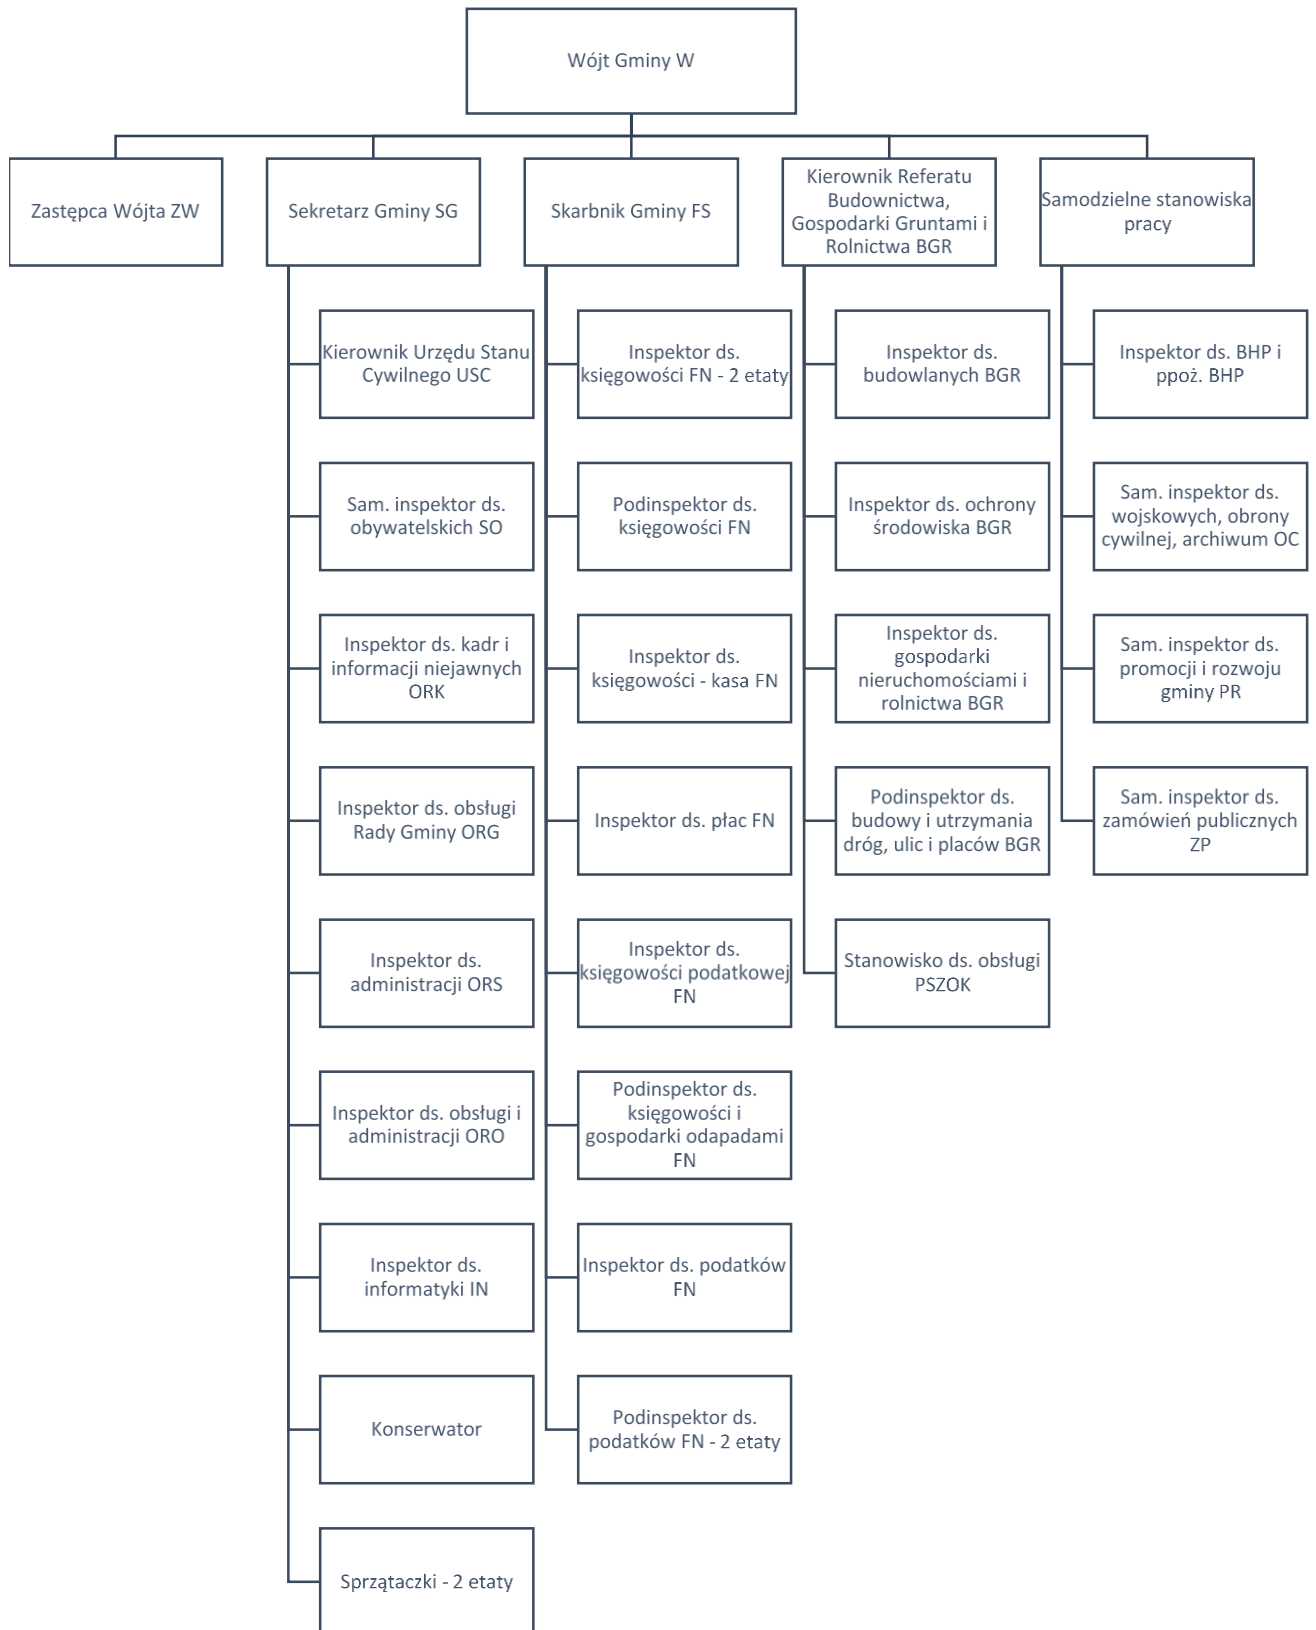 Wójt Gminy W
Zastępca Wójta ZW
Sekretarz Gminy SG
Skarbnik Gminy FS
Kierownik Referatu
Budownictwa,
Gospodarki Gruntami i
Rolnictwa BGR
Samodzielne stanowiska
pracy
Kierownik Urzędu Stanu
Cywilnego USC
Sam. inspektor ds.
obywatelskich SO
Inspektor ds. kadr i
informacji niejawnych
ORK
Inspektor ds. obsługi
Rady Gminy ORG
Inspektor ds.
administracji ORS
Inspektor ds. obsługi i
administracji ORO
Inspektor ds.
informatyki IN
Konserwator
Sprzątaczki - 2 etaty
Inspektor ds.
księgowości FN - 2 etaty
Podinspektor ds.
księgowości FN
Inspektor ds.
księgowości - kasa FN
Inspektor ds. płac FN
Inspektor ds.
księgowości podatkowej
FN
Podinspektor ds.
księgowości i
gospodarki odapadami
FN
Inspektor ds. podatków
FN
Podinspektor ds.
podatków FN - 2 etaty
Inspektor ds.
budowlanych BGR
Inspektor ds. ochrony
środowiska BGR
Inspektor ds.
gospodarki
nieruchomościami i
rolnictwa BGR
Podinspektor ds.
budowy i utrzymania
dróg, ulic i placów BGR
Stanowisko ds. obsługi
PSZOK
Inspektor ds. BHP i
ppoż. BHP
Sam. inspektor ds.
wojskowych, obrony
cywilnej, archiwum OC
Sam. inspektor ds.
promocji i rozwoju
gminy PR
Sam. inspektor ds.
zamówień publicznych
ZP